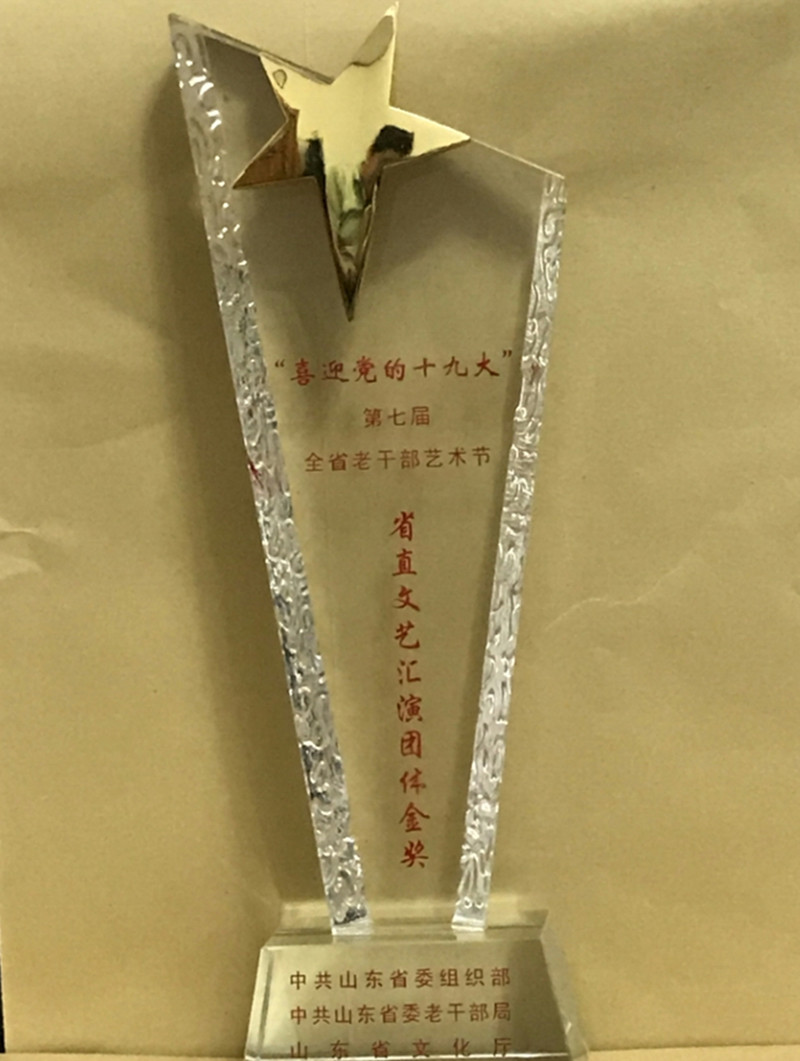 “喜迎党的十九大”
第七届
全省老干部艺术节
省直文艺汇演团体金奖
中共山东省委组织部
中共山东省委老干部局
山东省文化厅